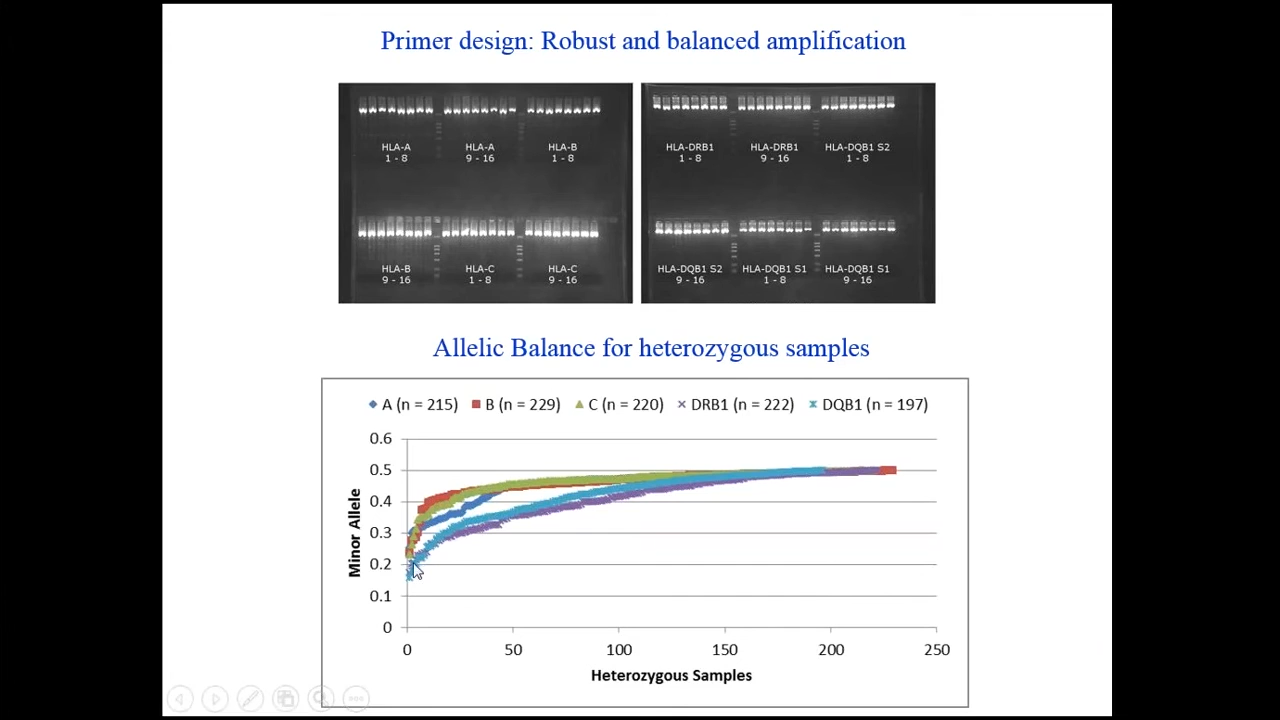 Primer design: Robust and balanced amplification
HLA-A
1 - 8
HLA-A
9 - 16
HLA-B
1 - 8
HLA-B
9 - 16
HLA-C
1 - 8
HLA-C
9 - 16
HLA-DRB1
1 - 8
HLA-DRB1
9 - 16
HLA-DQB1 S2
1 - 8
HLA-DQB1 S2
9 - 16
HLA-DQB1 S1
1 - 8
HLA-DQB1 S1
9 - 16
Allelic Balance for heterozygous samples
A (n = 215) B (n = 229) C (n = 220) DRB1 (n = 222) DQB1 (n = 197)
Minor Allele
0.6
0.5
0.4
0.3
0.2
0.1
0
0 50 100 150 200 250
Heterozygous Samples